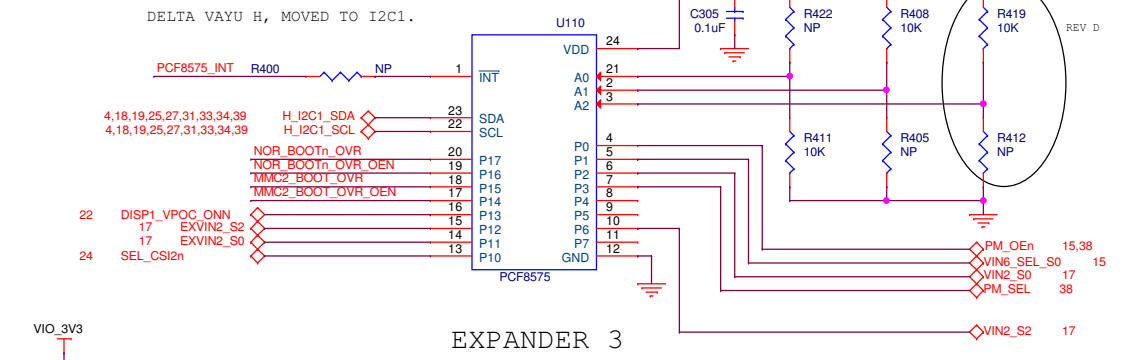 DELTA VAYU H, MOVED TO I2C1.
C305
0.1uF
R422
NP
R408
10K
R419
10K
REV D
U110
VDD 24
PCF8575_INT R400 NP 1 INT
A0 21
A1 2
A2 3
4,18,19,25,27,31,33,34,39 H_I2C1_SDA 23 SDA
4,18,19,25,27,31,33,34,39 H_I2C1_SCL 22 SCL
R411
10K
R405
NP
R412
NP
NOR_BOOTn_OVR 20 P17
NOR_BOOTn_OVR_OEN 19 P16
MMC2_BOOT_OVR 18 P15
MMC2_BOOT_OVR_OEN 17 P14
22 DISP1_VPOC_ONN 16 P13
17 EXVIN2_S2 15 P12
17 EXVIN2_S0 14 P11
24 SEL_CSI2n 13 P10
P0 4
P1 5
P2 6
P3 7
P4 8
P5 9
P6 10
P7 11
GND 12
PCF8575
PM_OEn 15,38
VIN6_SEL_S0 15
VIN2_S0 17
PM_SEL 38
VIN2_S2 17
VIO_3V3
EXPANDER 3